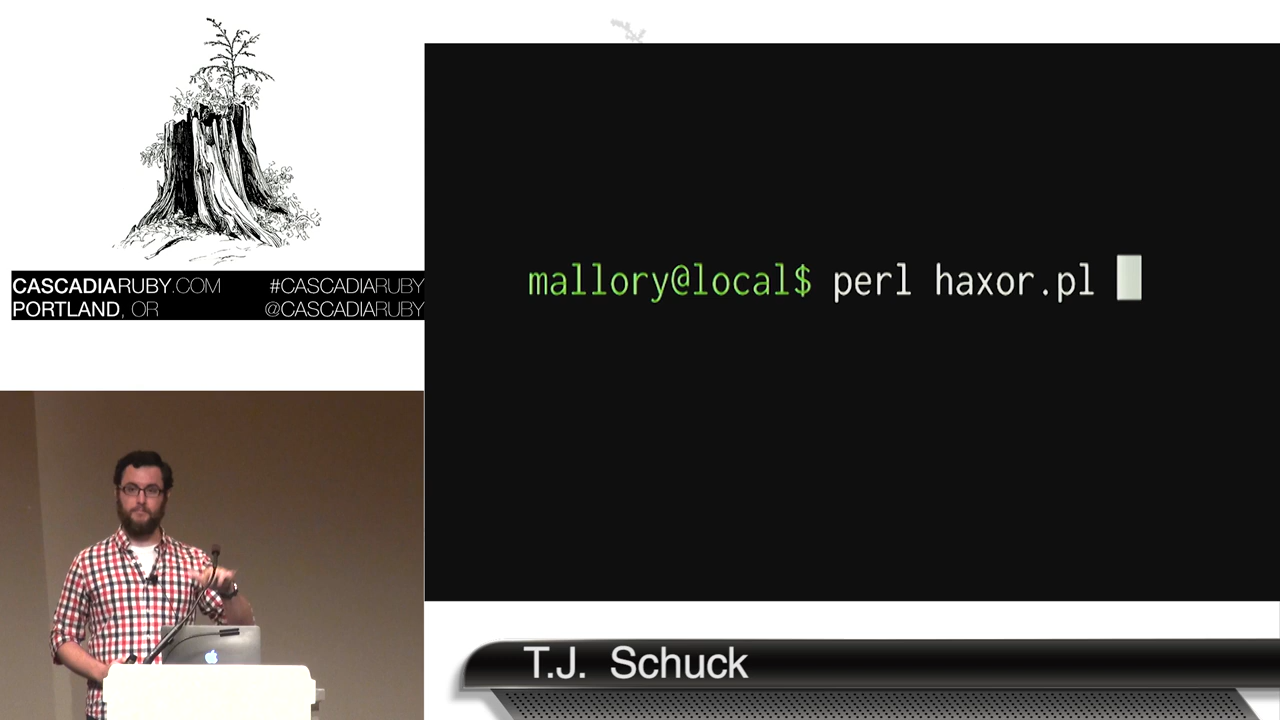 CASCADIARUBY.COM #CASCADIARUBY
PORTLAND, OR @CASCADIARUBY
mallory@local$ perl haxor.pl
T.J. Schuck